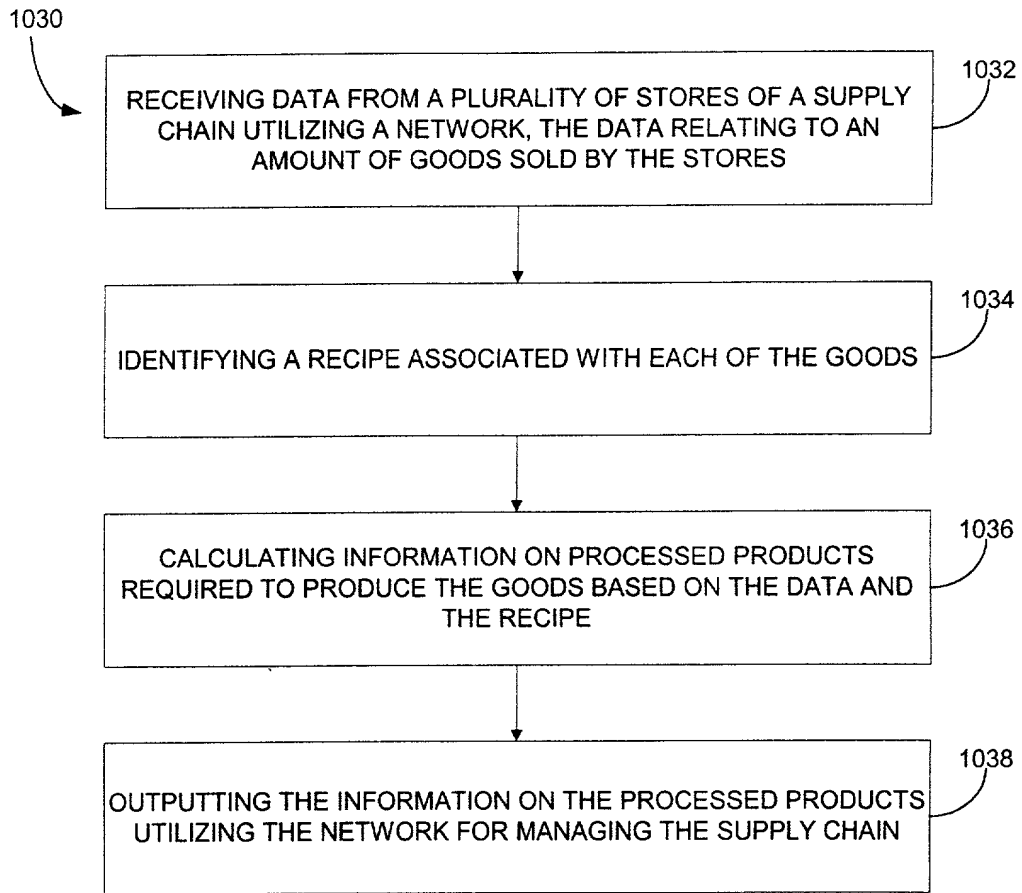 1030
1032
RECEIVING DATA FROM A PLURALITY OF STORES OF A SUPPLY
CHAIN UTILIZING A NETWORK, THE DATA RELATING TO AN
AMOUNT OF GOODS SOLD BY THE STORES
1034
IDENTIFYING A RECIPE ASSOCIATED WITH EACH OF THE GOODS
1036
CALCULATING INFORMATION ON PROCESSED PRODUCTS
REQUIRED TO PRODUCE THE GOODS BASED ON THE DATA AND
THE RECIPE
1038
OUTPUTTING THE INFORMATION ON THE PROCESSED PRODUCTS
UTILIZING THE NETWORK FOR MANAGING THE SUPPLY CHAIN